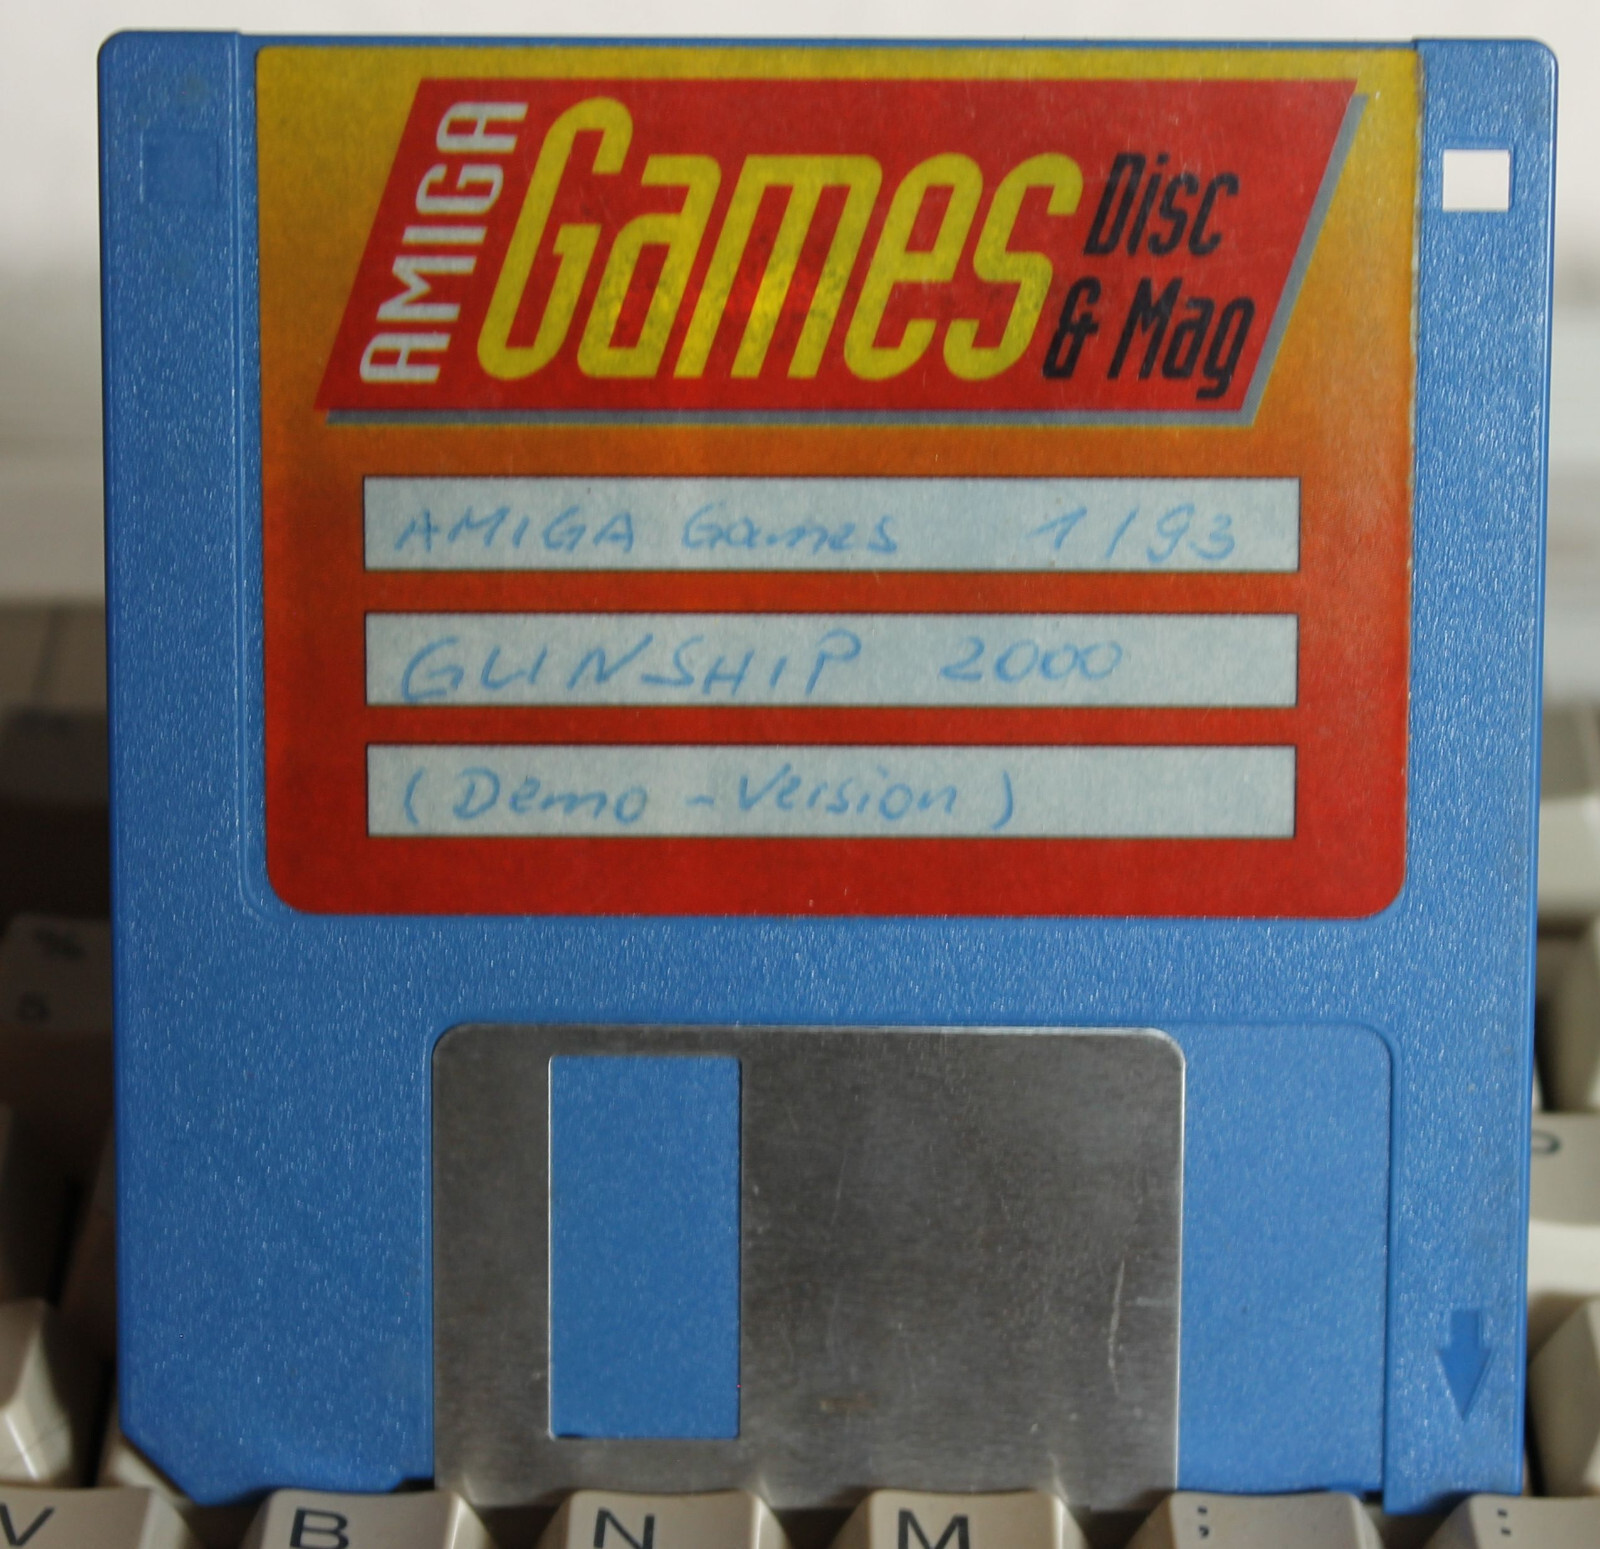 AMIGA Games Disc
& Mag
AMIGA Games 1/93
GUNSHIP 2000
(Demo-Version)
V B N M ; :